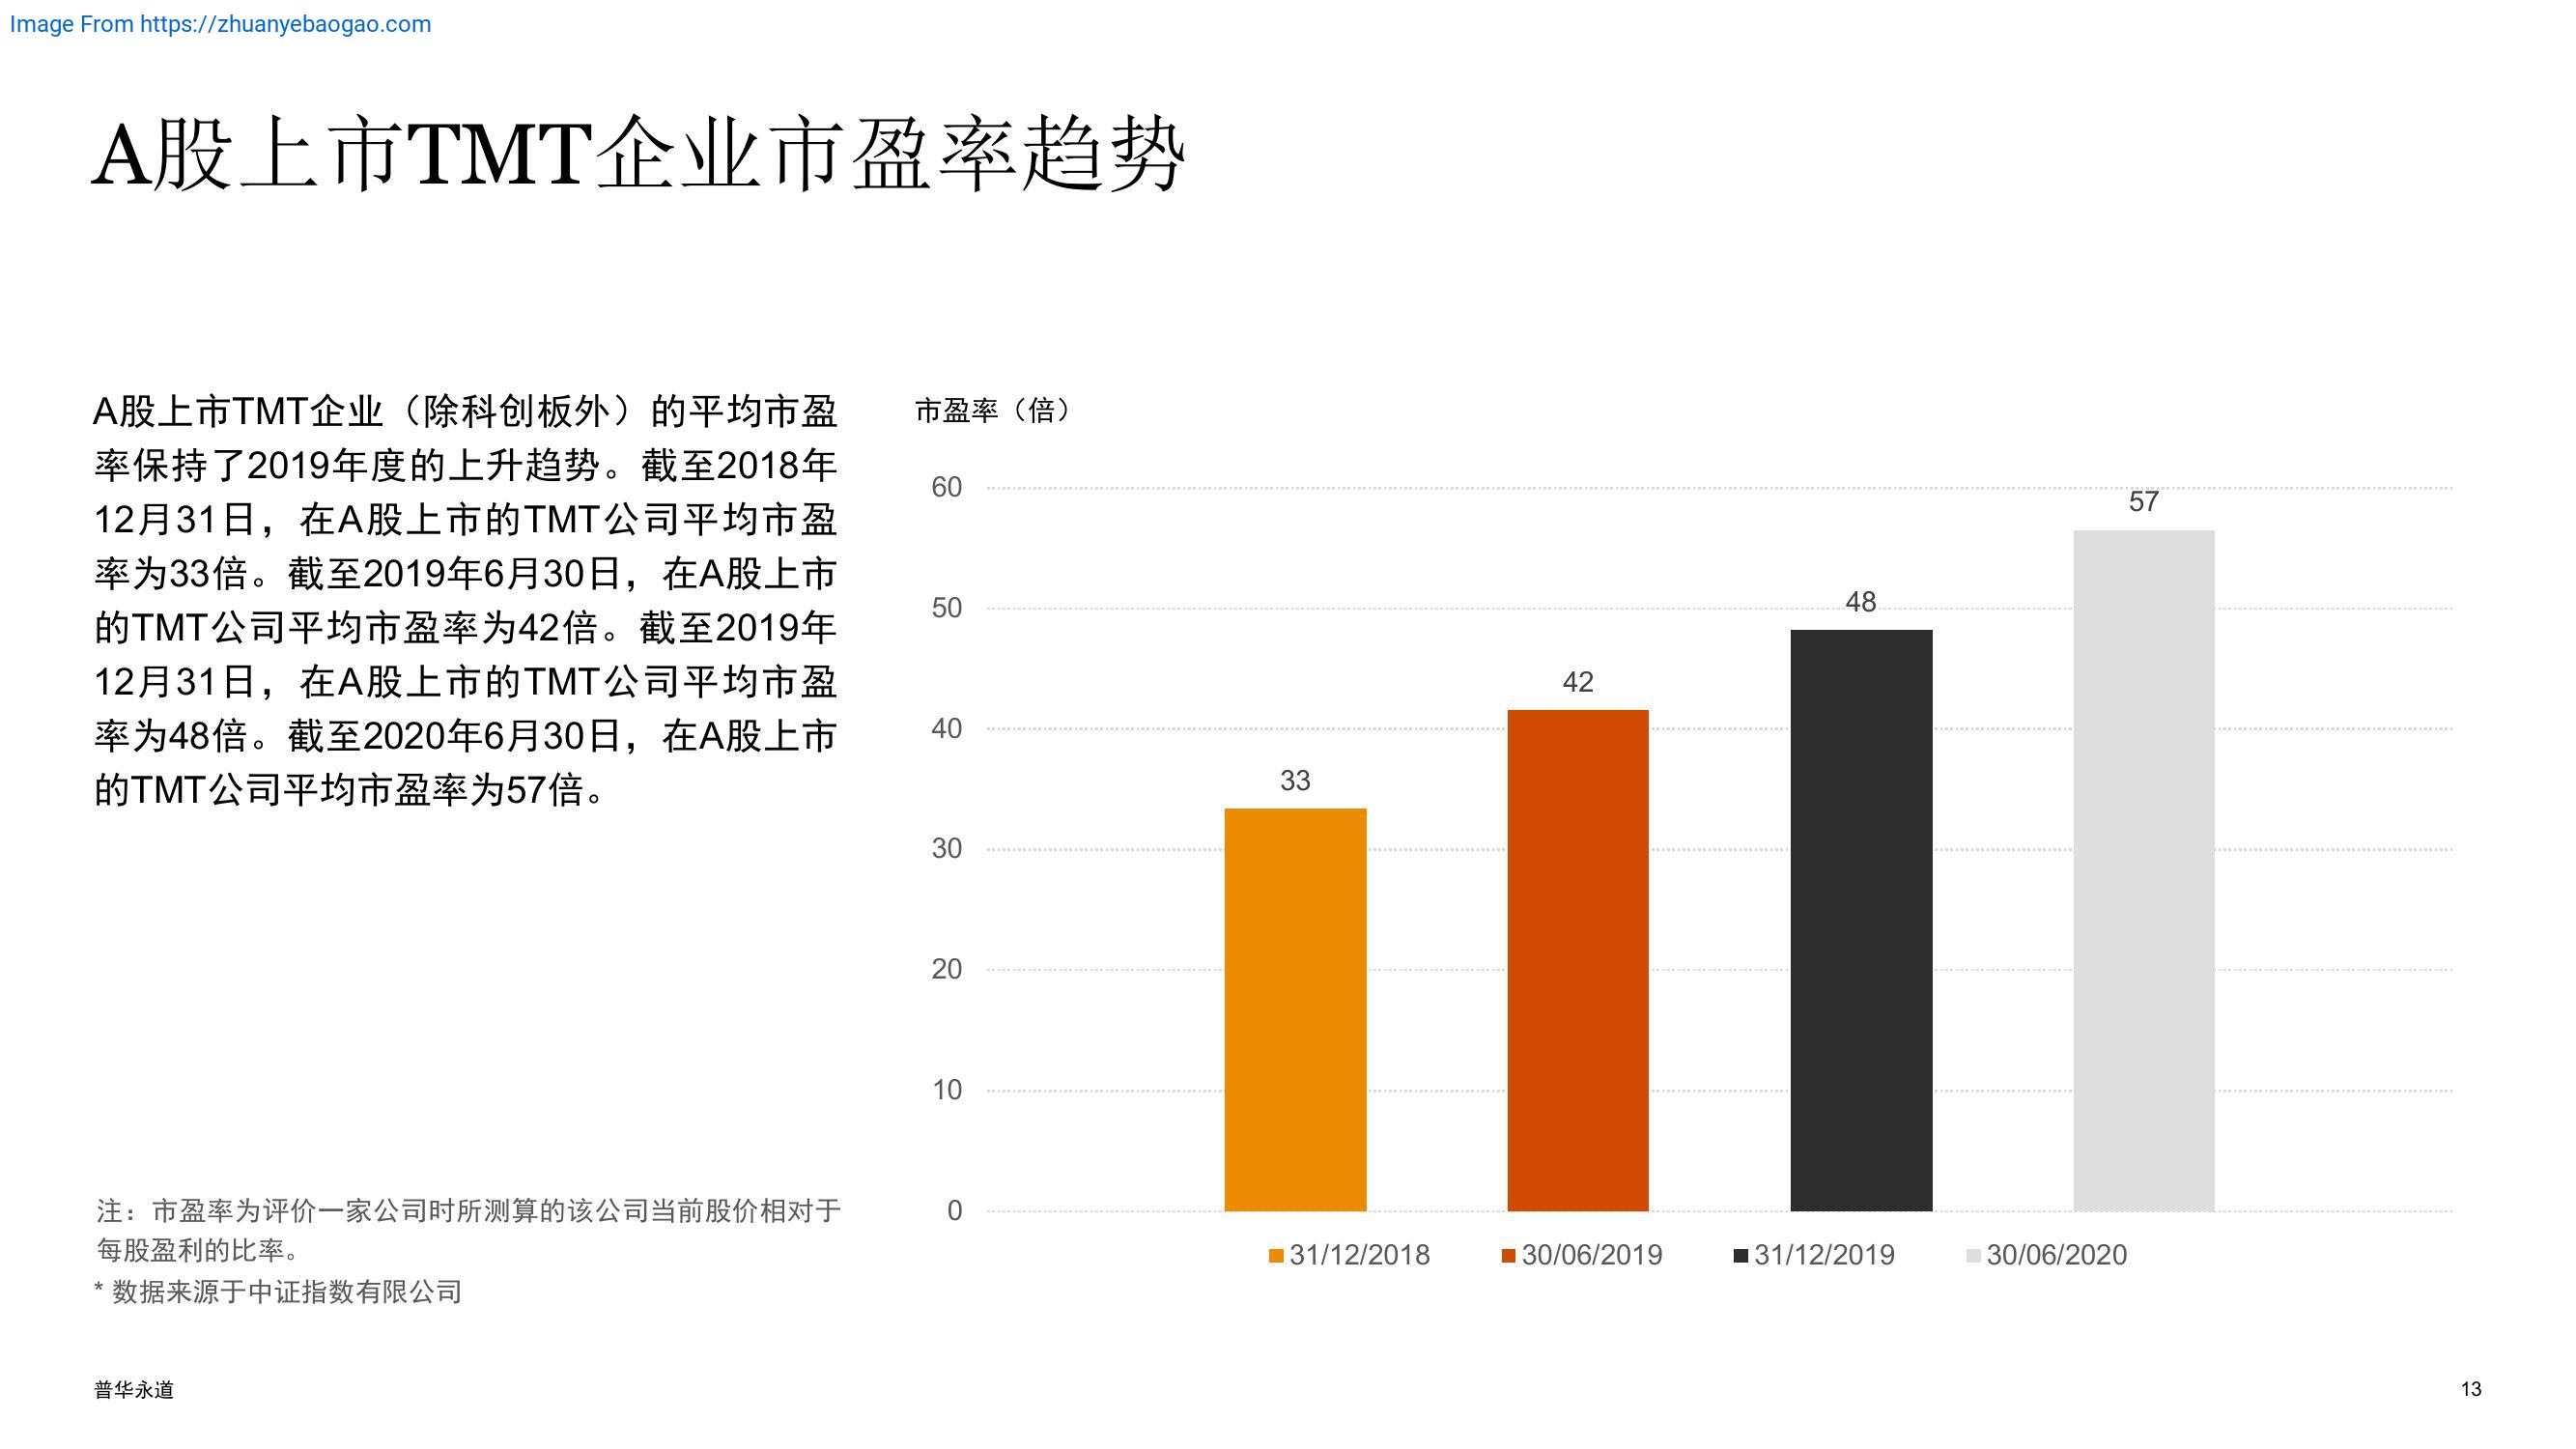 Image From https://zhuanyebaogao.com
A股上市TMT企业市盈率趋势
A股上市TMT企业（除科创板外）的平均市盈
率保持了2019年度的上升趋势。截至2018年
12月31日，在A股上市的TMT公司平均市盈
率为33倍。截至2019年6月30日，在A股上市
的TMT公司平均市盈率为42倍。截至2019年
12月31日，在A股上市的TMT公司平均市盈
率为48倍。截至2020年6月30日，在A股上市
的TMT公司平均市盈率为57倍。
注：市盈率为评价一家公司时所测算的该公司当前股价相对于
每股盈利的比率。
* 数据来源于中证指数有限公司
市盈率（倍）
60
50
40
30
20
10
0
33
42
48
57
31/12/2018
30/06/2019
31/12/2019
30/06/2020
普华永道
13